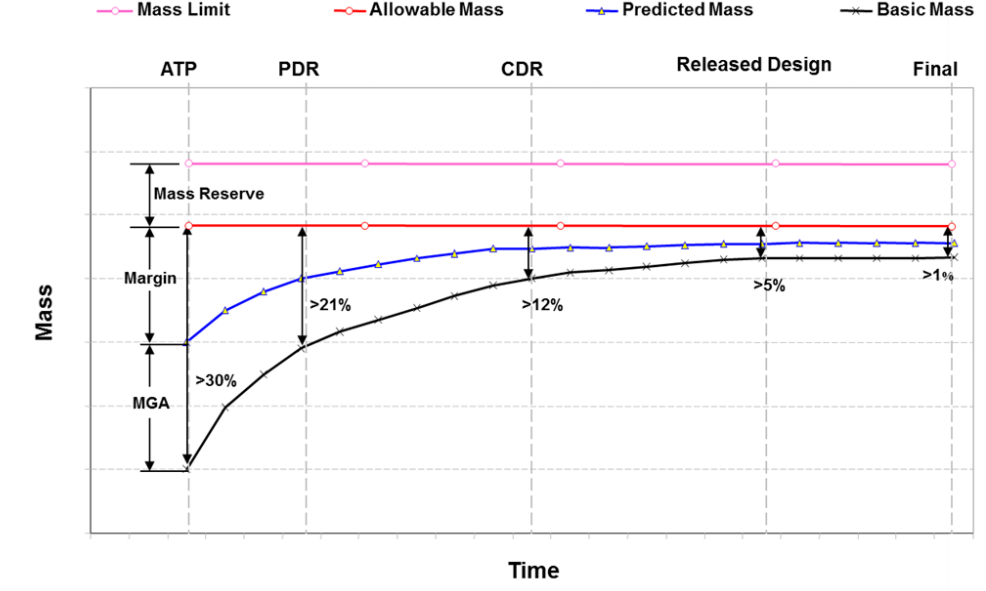 Mass Limit
Allowable Mass
Predicted Mass
Basic Mass
ATP
PDR
CDR
Released Design
Final
Mass Reserve
Margin
>21%
>12%
>5%
>1%
>30%
MGA
Mass
Time